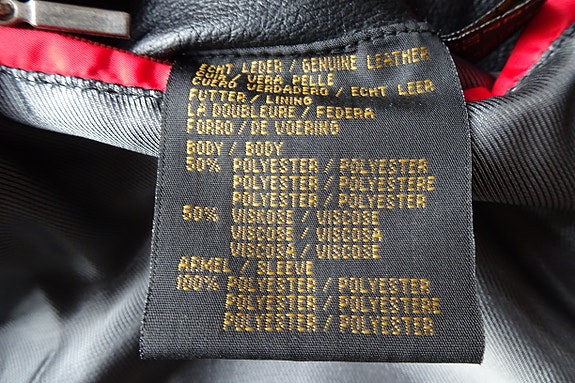 ECHT LEDER / GENUINE LEATHER
CUIR / VERA PELLE
CUERO VERDADERO / ECHT LEER
FUTTER / LINING
LA DOUBLEURE / FEDERA
FORRO / DE VOERING
BODY / BODY
50% POLYESTER / POLYESTER
POLYESTER / POLYESTERE
POLYESTER / POLYESTER
50% VISKOSE / VISCOSE
VISCOSE / VISCOSA
VISCOSA / VISCOSE
ARMEL / SLEEVE
100% POLYESTER / POLYESTER
POLYESTER / POLYESTERE
POLYESTER / POLYESTER